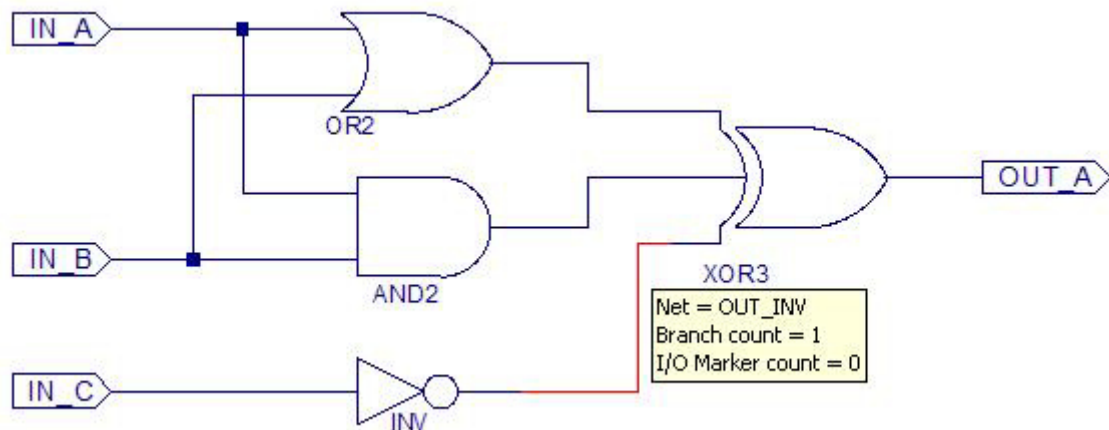 IN_A
OR2
OUT_A
IN_B
AND2
XOR3
Net = OUT_INV
Branch count = 1
I/O Marker count = 0
IN_C
INV